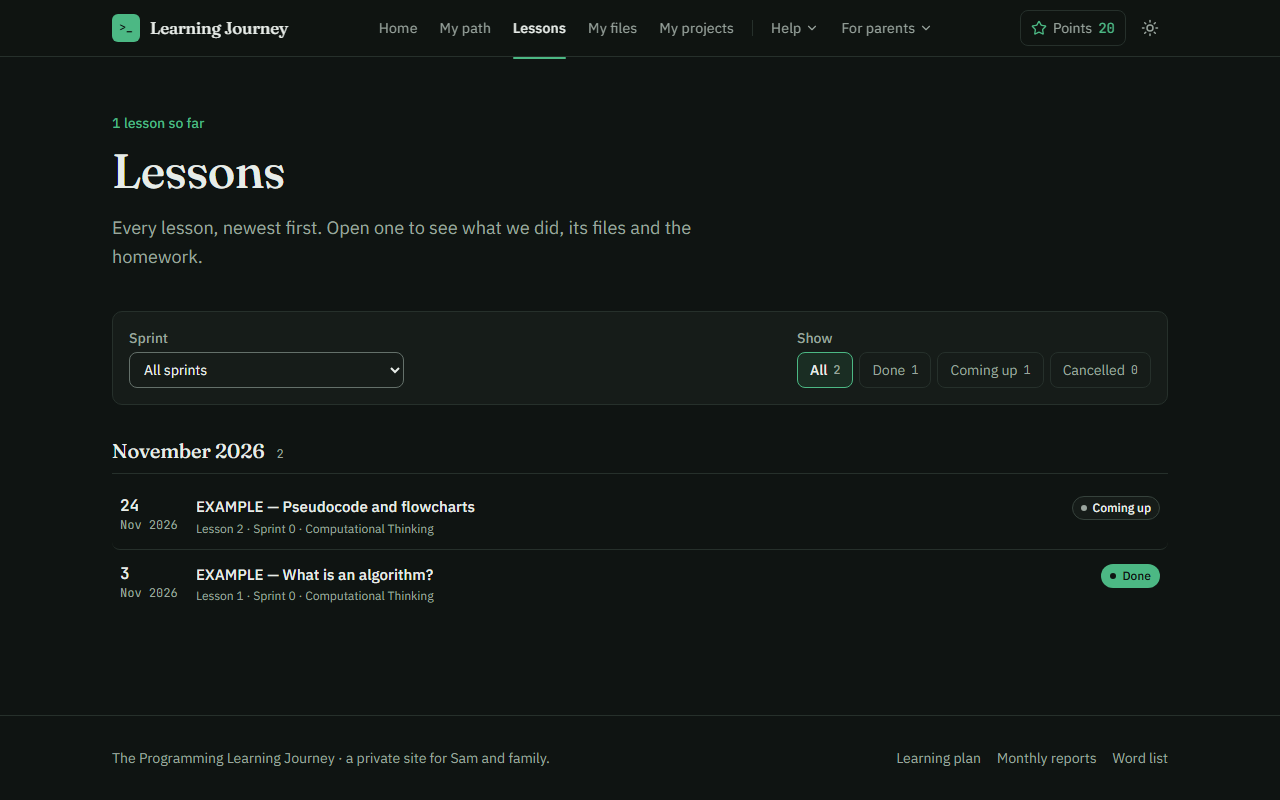 >_ Learning Journey Home My path Lessons My files My projects Help For parents Points 20
1 lesson so far
Lessons
Every lesson, newest first. Open one to see what we did, its files and the
homework.
Sprint
All sprints
Show
All 2 Done 1 Coming up 1 Cancelled 0
November 2026 2
24
Nov 2026
EXAMPLE — Pseudocode and flowcharts
Lesson 2 · Sprint 0 · Computational Thinking
Coming up
3
Nov 2026
EXAMPLE — What is an algorithm?
Lesson 1 · Sprint 0 · Computational Thinking
Done
The Programming Learning Journey · a private site for Sam and family.
Learning plan Monthly reports Word list